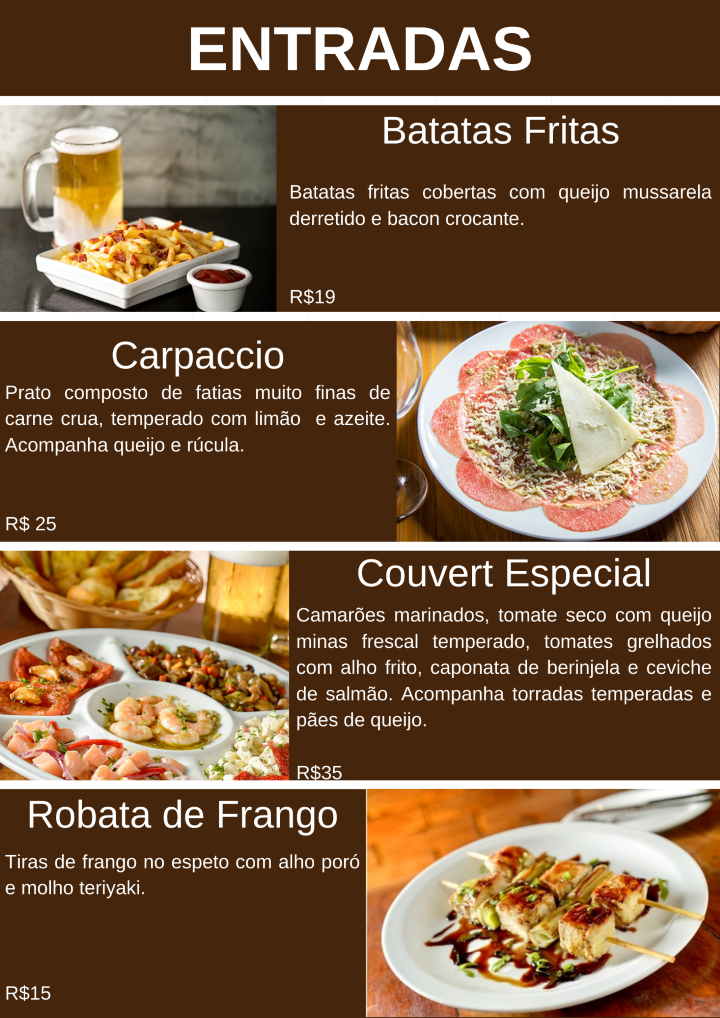 ENTRADAS
Batatas Fritas
Batatas fritas cobertas com queijo mussarela
derretido e bacon crocante.
R$19
Carpaccio
Prato composto de fatias muito finas de
carne crua, temperado com limão e azeite.
Acompanha queijo e rúcula.
R$ 25
Couvert Especial
Camarões marinados, tomate seco com queijo
minas frescal temperado, tomates grelhados
com alho frito, caponata de berinjela e ceviche
de salmão. Acompanha torradas temperadas e
pães de queijo.
R$35
Robata de Frango
Tiras de frango no espeto com alho poró
e molho teriyaki.
R$15